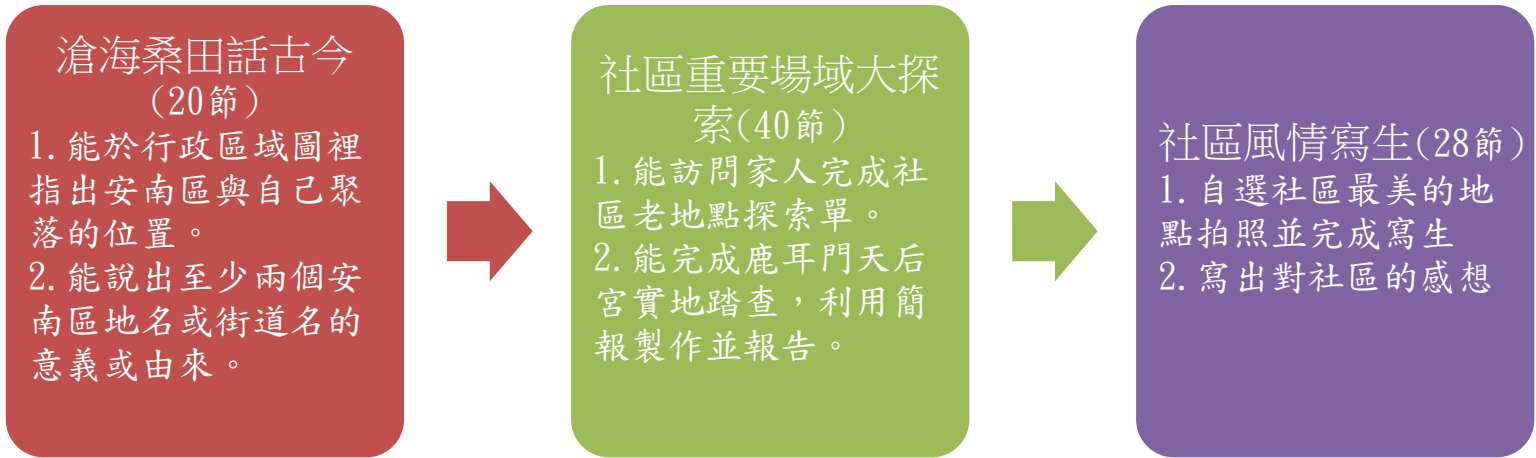 滄海桑田話古今
(20節)
1.能於行政區域圖裡
指出安南區與自己聚
落的位置。
2.能說出至少兩個安
南區地名或街道名的
意義或由來。
社區重要場域大探
索(40節)
1.能訪問家人完成社
區老地點探索單。
2.能完成鹿耳門天后
宮實地踏查，利用簡
報製作並報告。
社區風情寫生(28節)
1.自選社區最美的地
點拍照並完成寫生
2.寫出對社區的感想